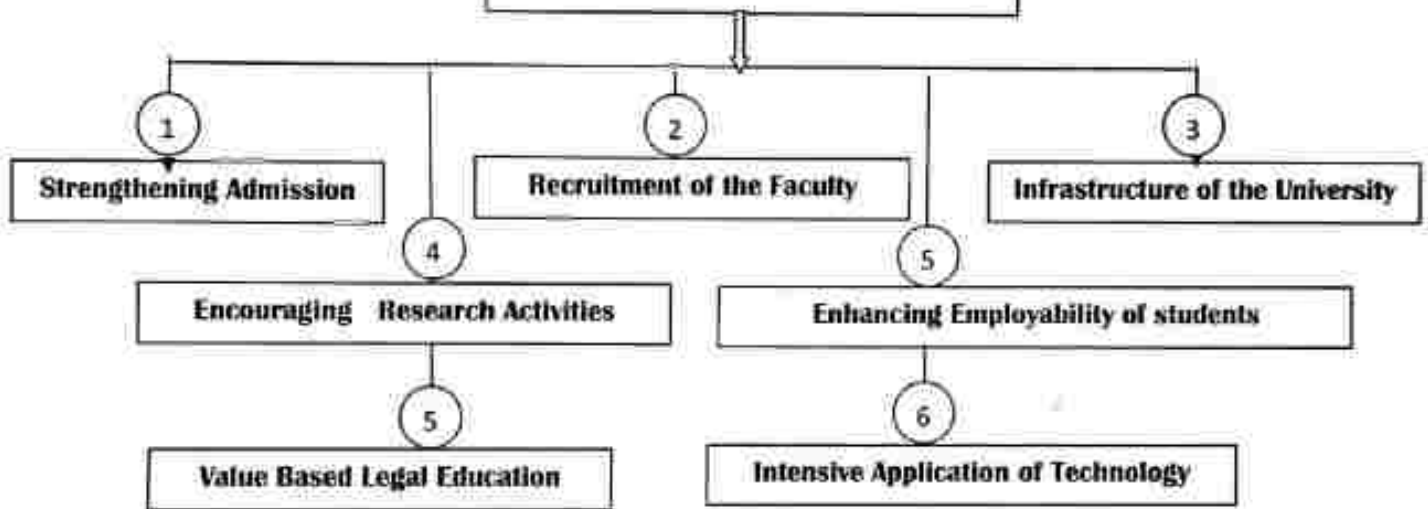 1
2
3
Strengthening Admission
Recruitment of the Faculty
Infrastructure of the University
4
5
Encouraging Research Activities
Enhancing Employability of students
5
6
Value Based Legal Education
Intensive Application of Technology